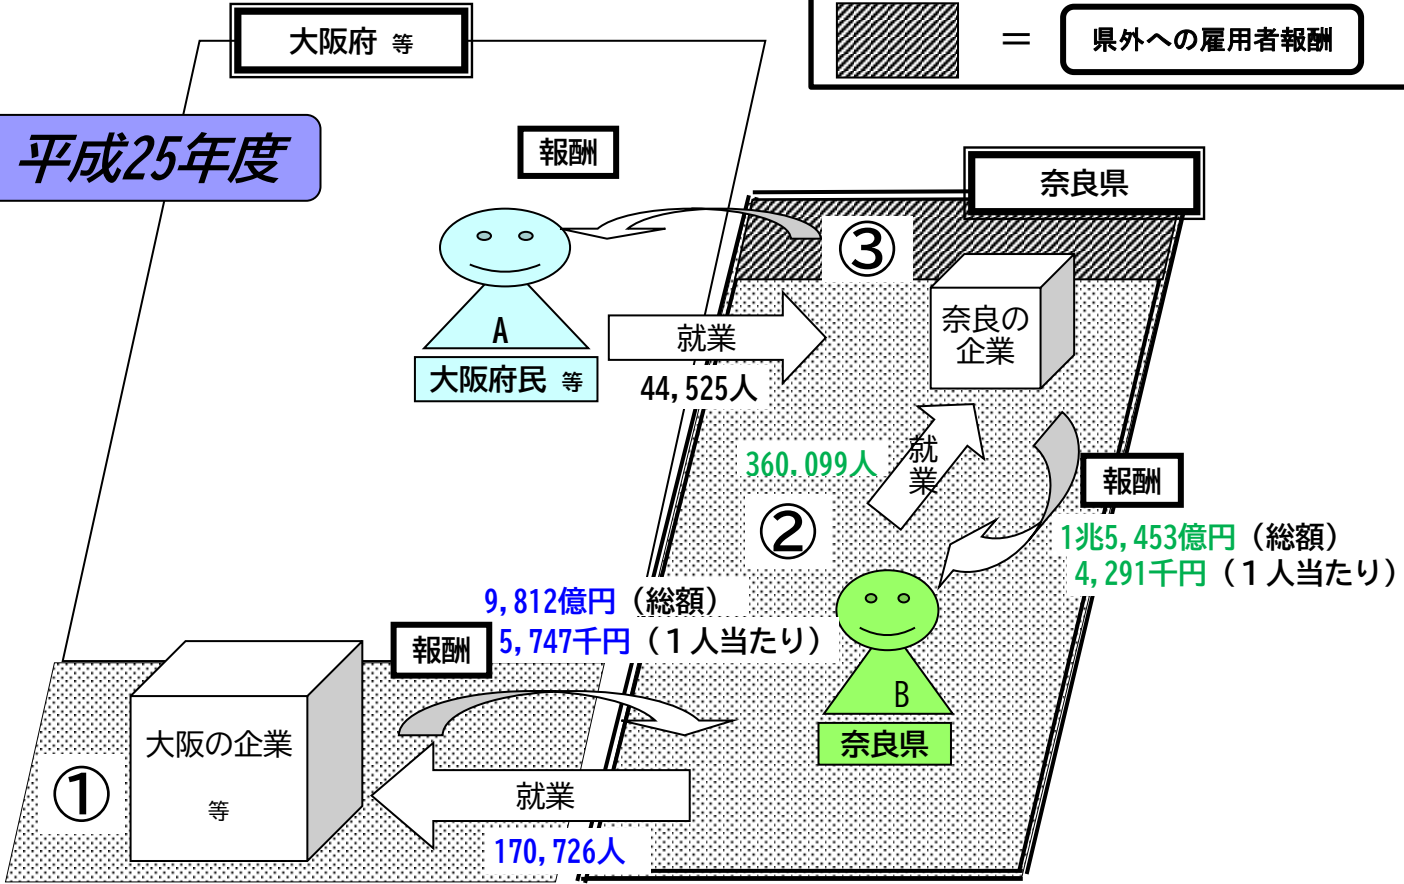 大阪府 等
＝ 県外への雇用者報酬
平成25年度
報酬
奈良県
③
奈良の
企業
A
就業
大阪府民 等
44,525人
360,099人
就
業
報酬
②
1兆5,453億円（総額）
4,291千円（１人当たり）
9,812億円（総額）
報酬
5,747千円（１人当たり）
B
奈良県
大阪の企業
等
①
就業
170,726人